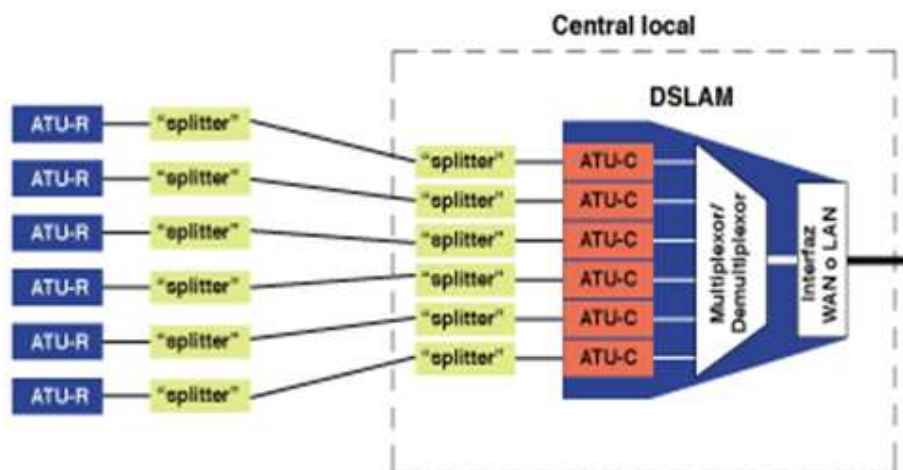 Central local
DSLAM
ATU-R "splitter"
ATU-R "splitter"
ATU-R "splitter"
ATU-R "splitter"
ATU-R "splitter"
ATU-R "splitter"
"splitter" ATU-C
"splitter" ATU-C
"splitter" ATU-C
"splitter" ATU-C
"splitter" ATU-C
"splitter" ATU-C
Multiplexor/
Demultiplexor
Interfaz
WAN o LAN